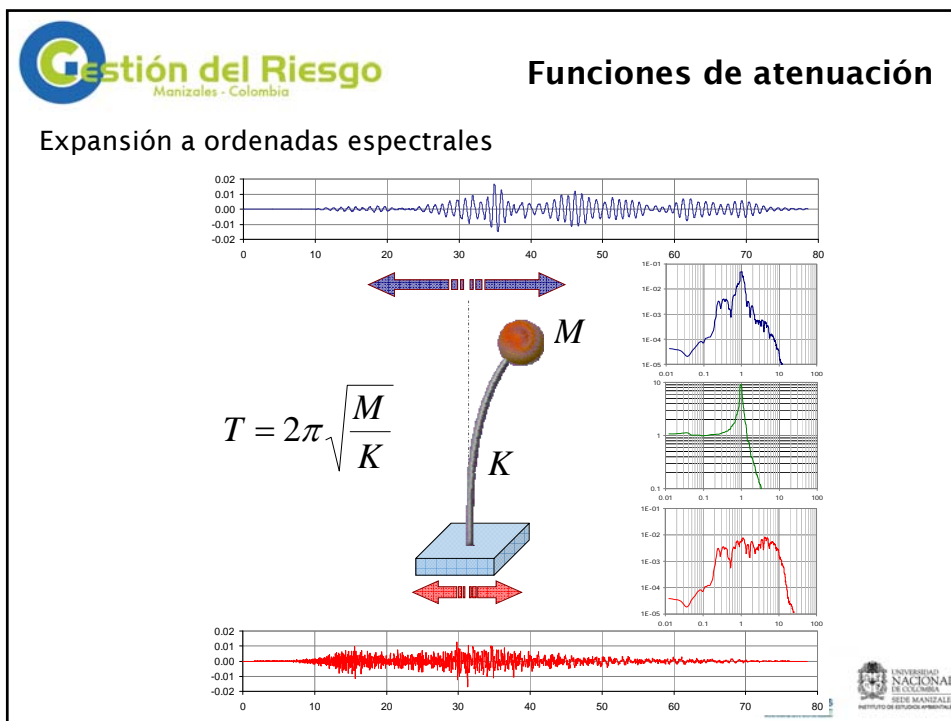 Gestión del Riesgo
Manizales - Colombia
Funciones de atenuación
Expansión a ordenadas espectrales
0.02
0.01
0.00
-0.01
-0.02
0 10 20 30 40 50 60 70 80
1E-01
1E-02
1E-03
1E-04
1E-05
0.01 0.1 1 10 100
M
T = 2π√(M/K)
K
10
1
0.1
0.01 0.1 1 10 100
1E-01
1E-02
1E-03
1E-04
1E-05
0.01 0.1 1 10 100
0.02
0.01
0.00
-0.01
-0.02
0 10 20 30 40 50 60 70 80
UNIVERSIDAD
NACIONAL
DE COLOMBIA
SEDE MANIZALES
INSTITUTO DE ESTUDIOS AMBIENTALES